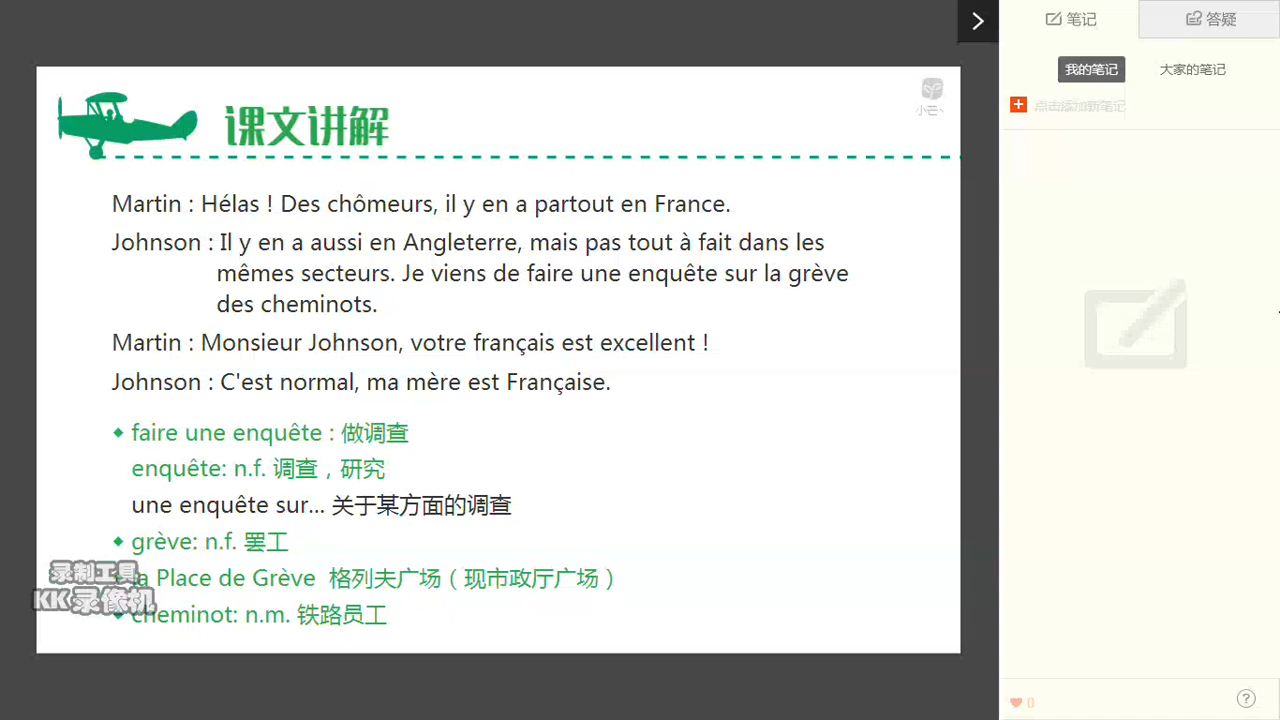 笔记
答疑
我的笔记
大家的笔记
点击添加新笔记
小芒
课文讲解
Martin : Hélas ! Des chômeurs, il y en a partout en France.
Johnson : Il y en a aussi en Angleterre, mais pas tout à fait dans les
mêmes secteurs. Je viens de faire une enquête sur la grève
des cheminots.
Martin : Monsieur Johnson, votre français est excellent !
Johnson : C'est normal, ma mère est Française.
faire une enquête : 做调查
enquête: n.f. 调查，研究
une enquête sur... 关于某方面的调查
grève: n.f. 罢工
la Place de Grève 格列夫广场（现市政厅广场）
cheminot: n.m. 铁路员工
录制工具
KK录像机
0
?